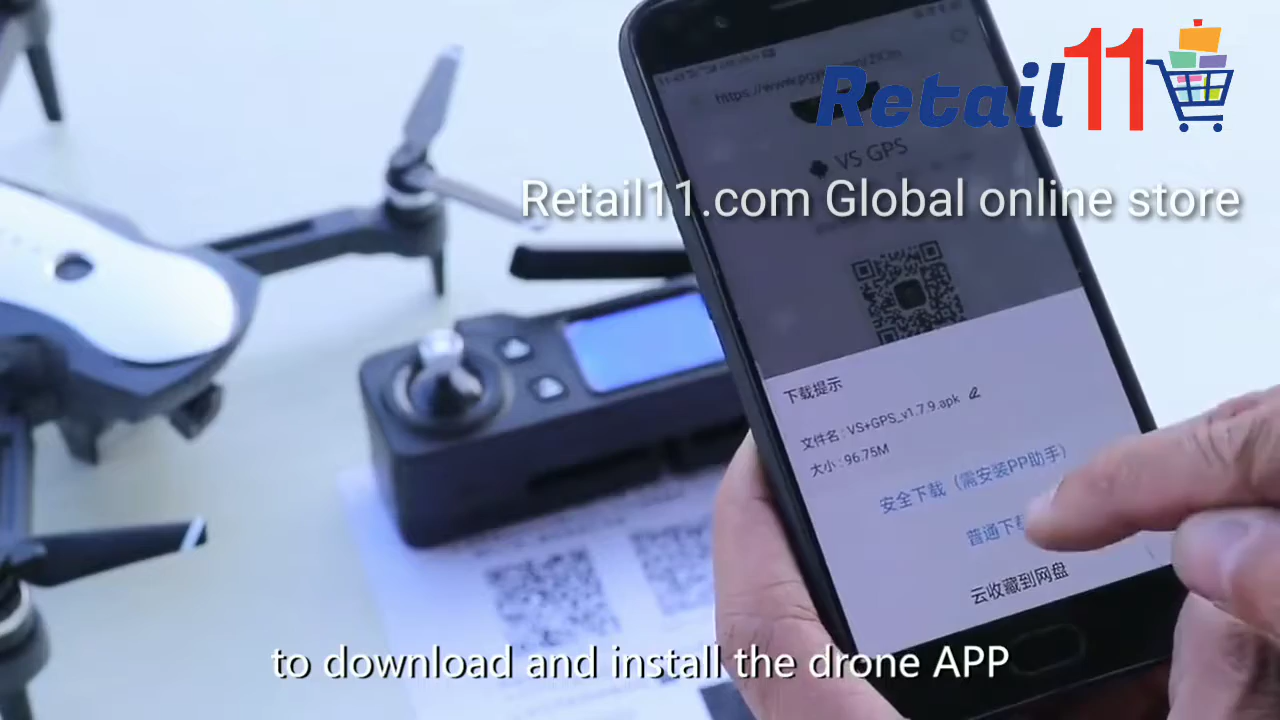 Retail11
VS GPS
Retail11.com Global online store
下载提示
文件名:VS+GPS_v1.7.9.apk
大小:96.75M
安全下载(需安装PP助手)
普通下载
云收藏到网盘
to download and install the drone APP